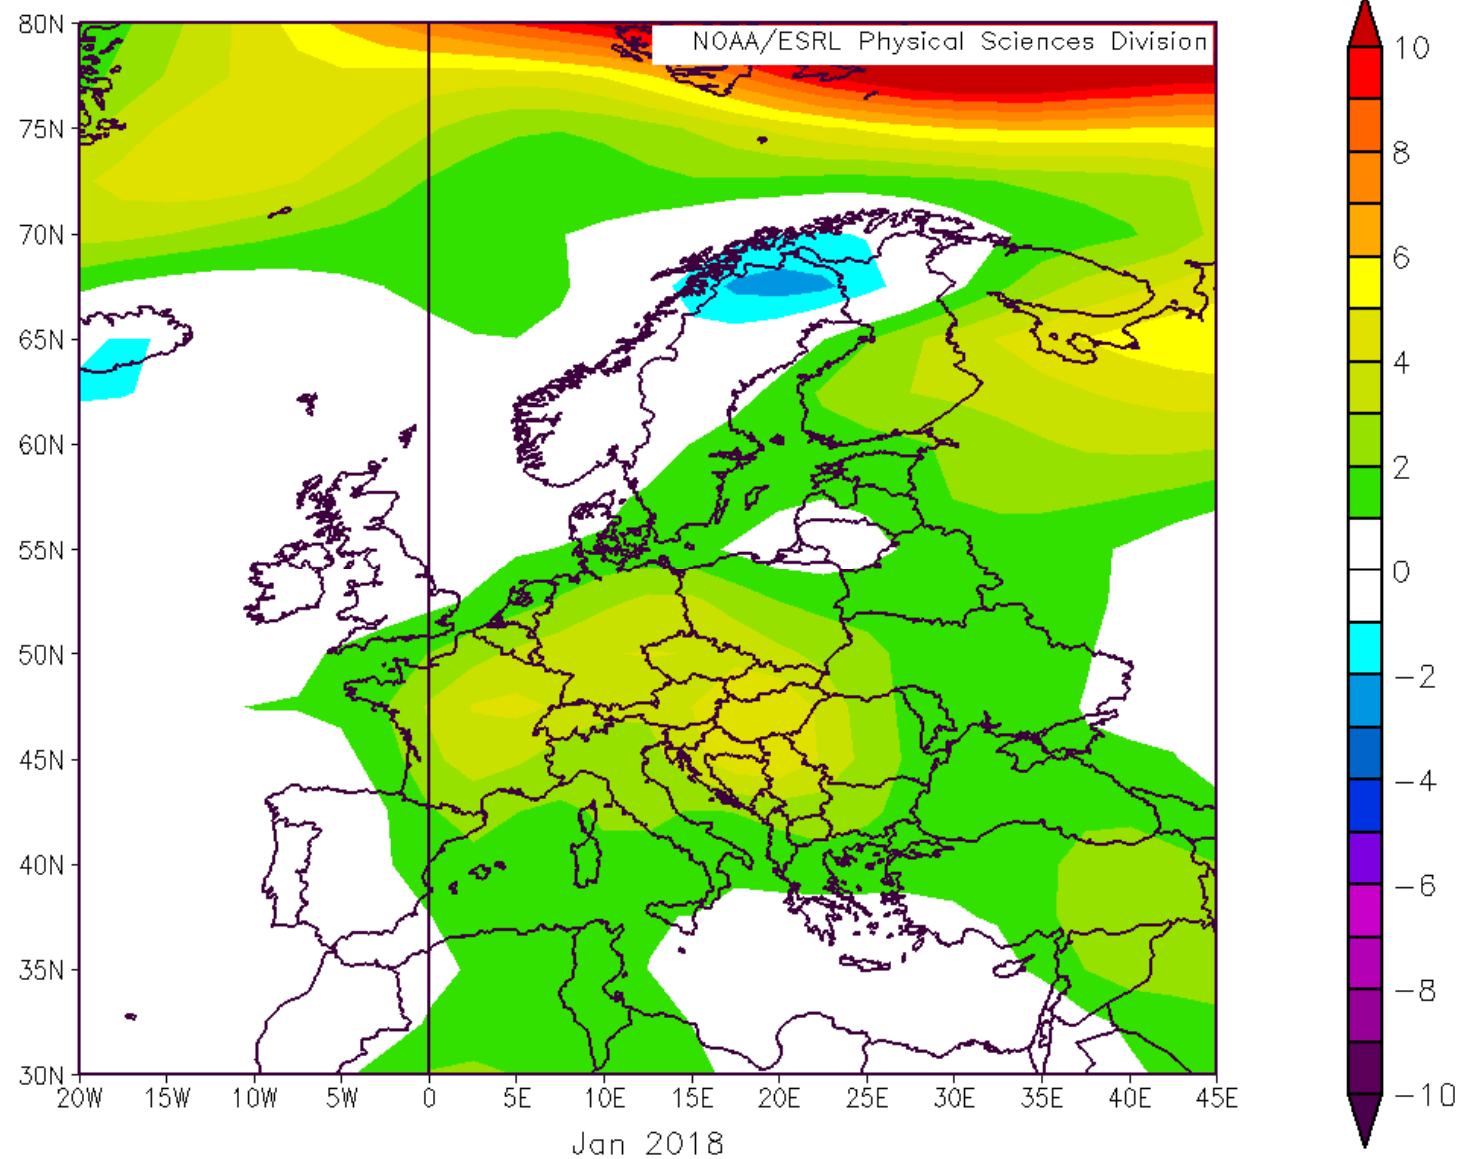 NOAA/ESRL Physical Sciences Division
80N
75N
70N
65N
60N
55N
50N
45N
40N
35N
30N
20W 15W 10W 5W 0 5E 10E 15E 20E 25E 30E 35E 40E 45E
Jan 2018
10
8
6
4
2
0
−2
−4
−6
−8
−10